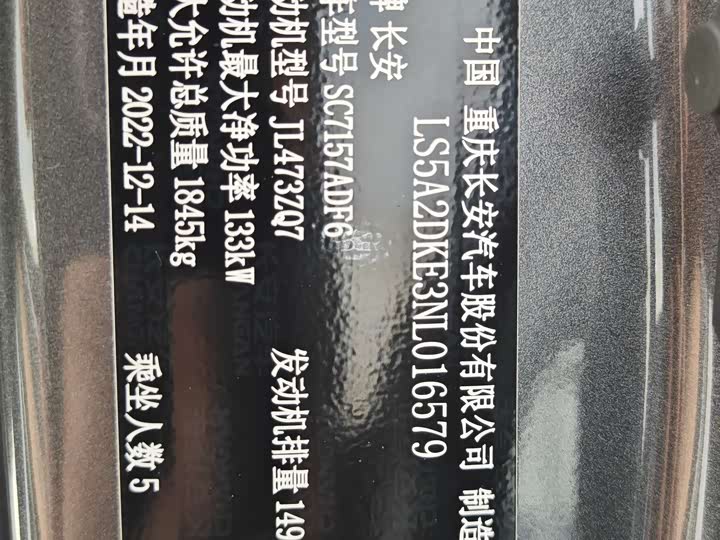 中国 重庆长安汽车股份有限公司 制造
LS5A2DKE3NL016579
牌 长安
车型号 SC7157ADF6
动机型号 JL473ZQ7 发动机排量 149
动机最大净功率 133kW
大允许总质量 1845kg
造年月 2022-12-14 乘坐人数 5